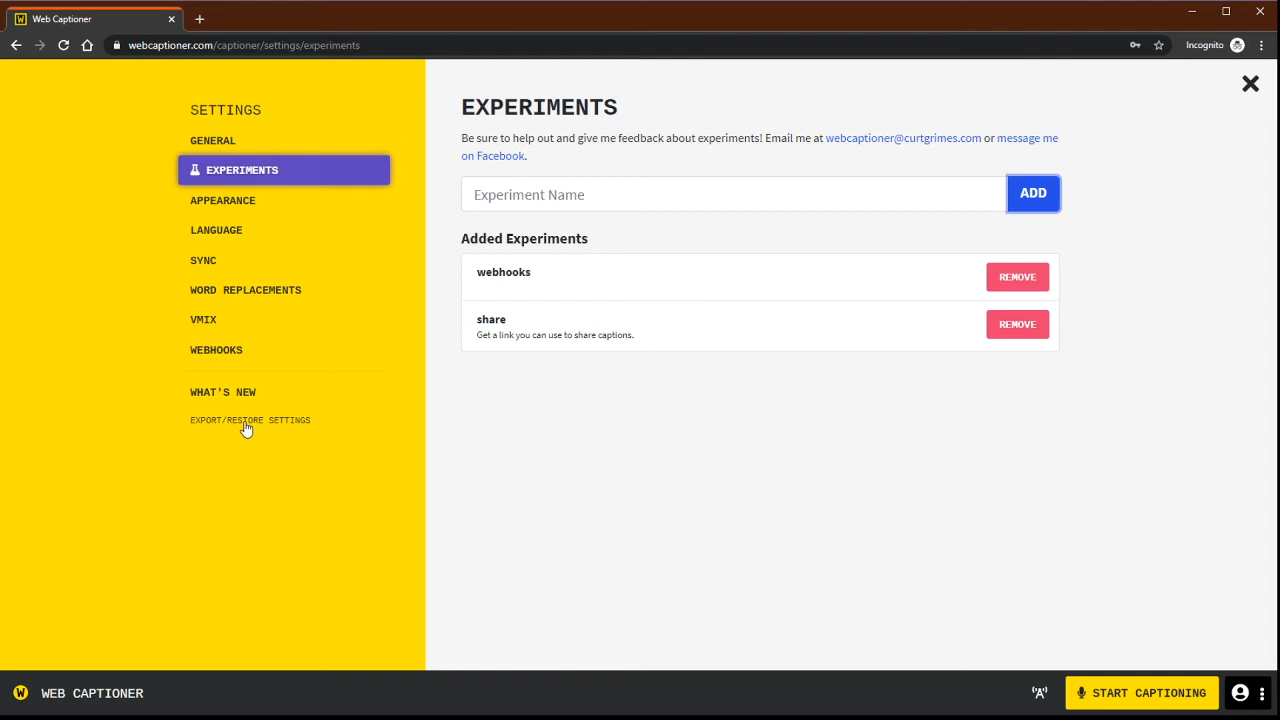 Web Captioner
webcaptioner.com/captioner/settings/experiments
Incognito
SETTINGS
GENERAL
EXPERIMENTS
APPEARANCE
LANGUAGE
SYNC
WORD REPLACEMENTS
VMIX
WEBHOOKS
WHAT'S NEW
EXPORT/RESTORE SETTINGS
EXPERIMENTS
Be sure to help out and give me feedback about experiments! Email me at webcaptioner@curtgrimes.com or message me
on Facebook.
Experiment Name
ADD
Added Experiments
webhooks
REMOVE
share
Get a link you can use to share captions.
REMOVE
W WEB CAPTIONER
START CAPTIONING